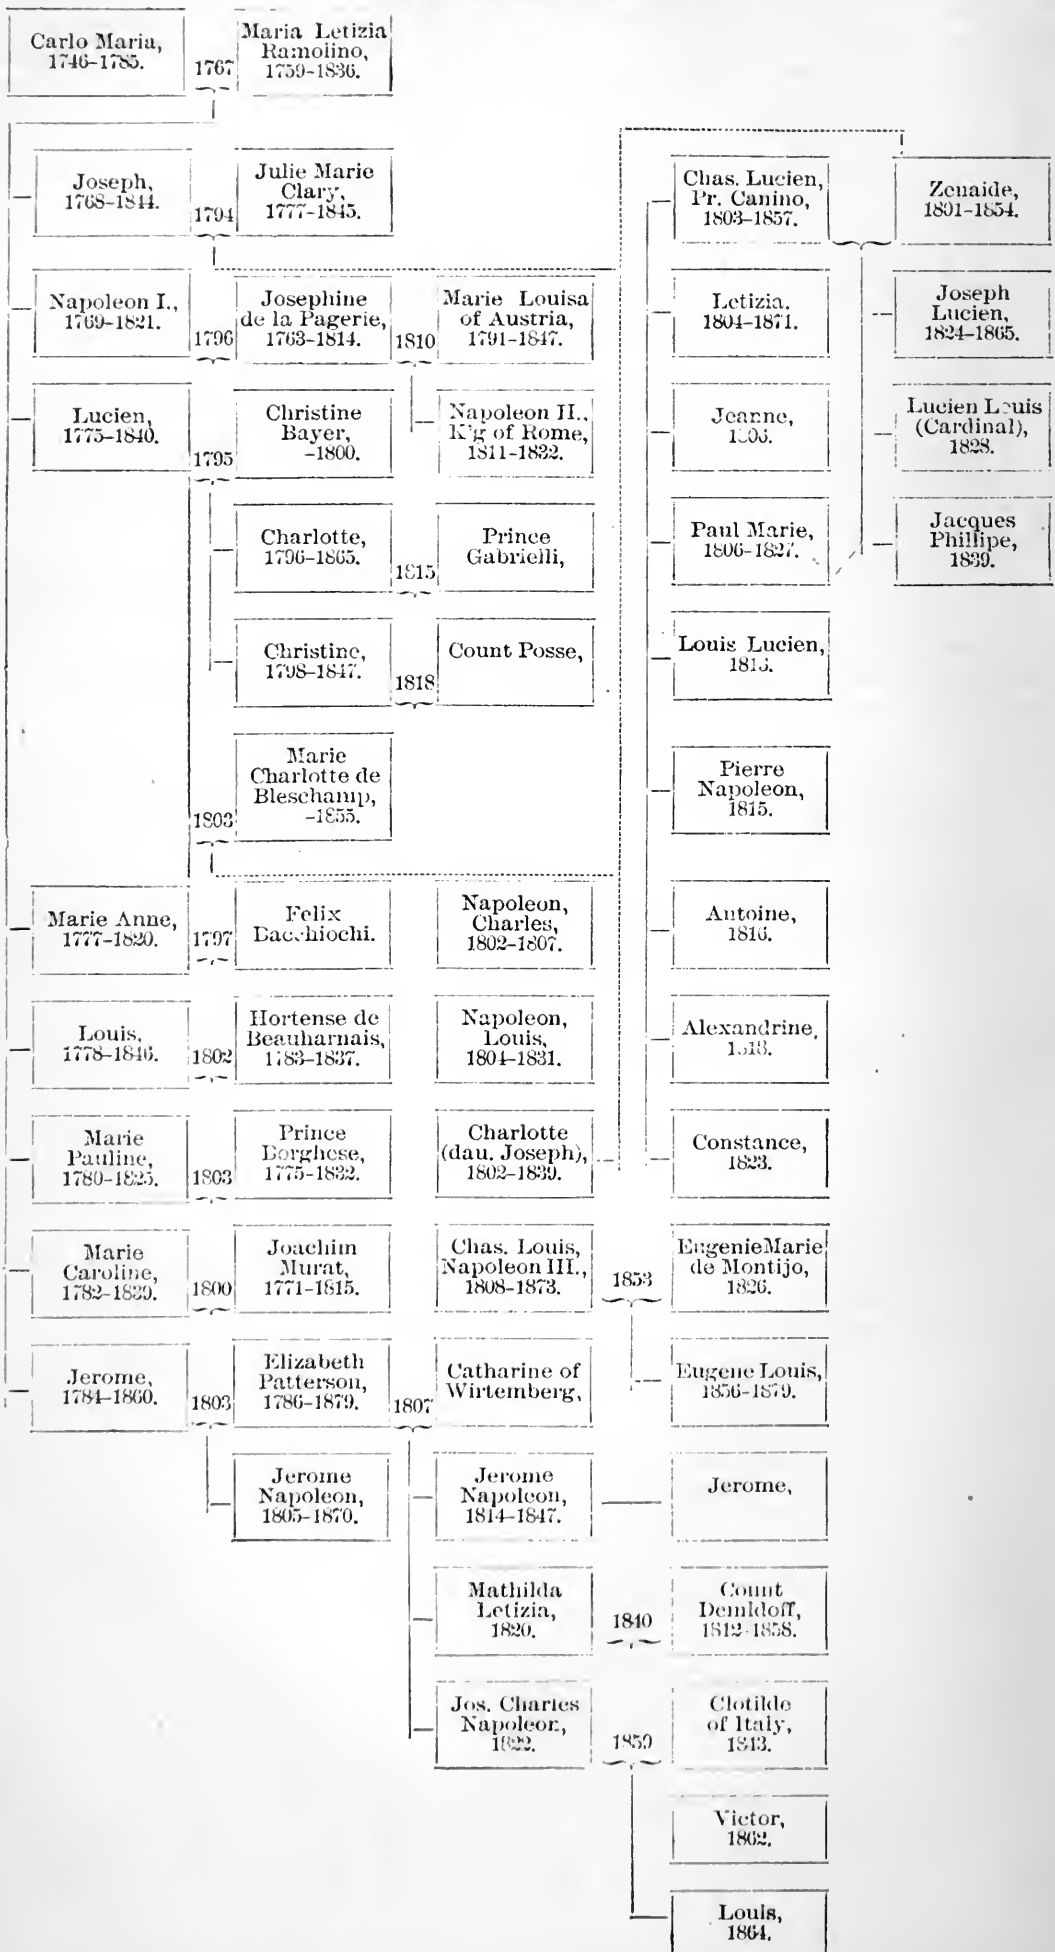 Carlo Maria,
1746-1785.
1767
Maria Letizia
Ramolino,
1759-1836.
Joseph,
1768-1844.
1794
Julie Marie
Clary,
1777-1845.
Chas. Lucien,
Pr. Canino,
1803-1857.
Zenaide,
1801-1854.
Napoleon I.,
1769-1821.
1796
Josephine
de la Pagerie,
1763-1814.
1810
Marie Louisa
of Austria,
1791-1847.
Letizia.
1804-1871.
Joseph
Lucien,
1824-1865.
Lucien,
1775-1840.
1795
Christine
Bayer,
-1800.
Napoleon II.,
K'g of Rome,
1811-1832.
Jeanne,
Lucien Louis
(Cardinal),
1828.
Charlotte,
1796-1865.
1815
Prince
Gabrielli,
Paul Marie,
1806-1827.
Jacques
Phillipe,
1839.
Christine,
1798-1847.
1818
Count Posse,
Louis Lucien,
Marie
Charlotte de
Bleschamp,
-1855.
1803
Pierre
Napoleon,
1815.
Marie Anne,
1777-1820.
1797
Felix
Bacchiochi.
Napoleon,
Charles,
1802-1807.
Antoine,
1816.
Louis,
1778-1846.
1802
Hortense de
Beauharnais,
1783-1837.
Napoleon,
Louis,
1804-1831.
Alexandrine,
1818.
Marie
Pauline,
1780-1825.
1803
Prince
Borghese,
1775-1832.
Charlotte
(dau. Joseph),
1802-1839.
Constance,
1823.
Marie
Caroline,
1782-1839.
1800
Joachim
Murat,
1771-1815.
Chas. Louis,
Napoleon III.,
1808-1873.
1853
Eugenie Marie
de Montijo,
1826.
Jerome,
1784-1860.
1803
Elizabeth
Patterson,
1786-1879.
1807
Catharine of
Wirtemberg,
Eugene Louis,
1856-1879.
Jerome
Napoleon,
1805-1870.
Jerome
Napoleon,
1814-1847.
Jerome,
Mathilda
Letizia,
1820.
1840
Count
Demidoff,
1812-1858.
Jos. Charles
Napoleon,
1822.
1859
Clotilde
of Italy,
1843.
Victor,
1862.
Louis,
1864.